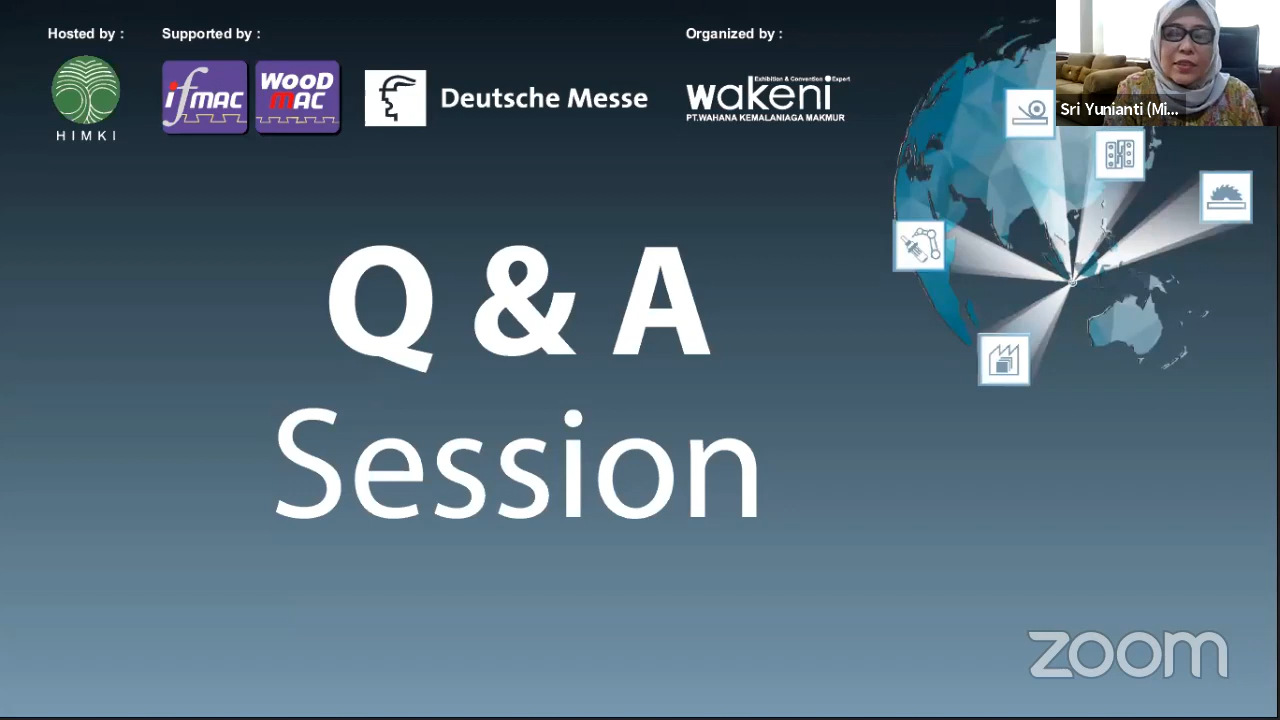 Hosted by :
Supported by :
Organized by :
HIMKI
ifmac
WOOD
mac
Deutsche Messe
Exhibition & Convention Expert
wakeni
PT.WAHANA KEMALANIAGA MAKMUR
Sri Yunianti (Mi...
Q & A
Session
zoom